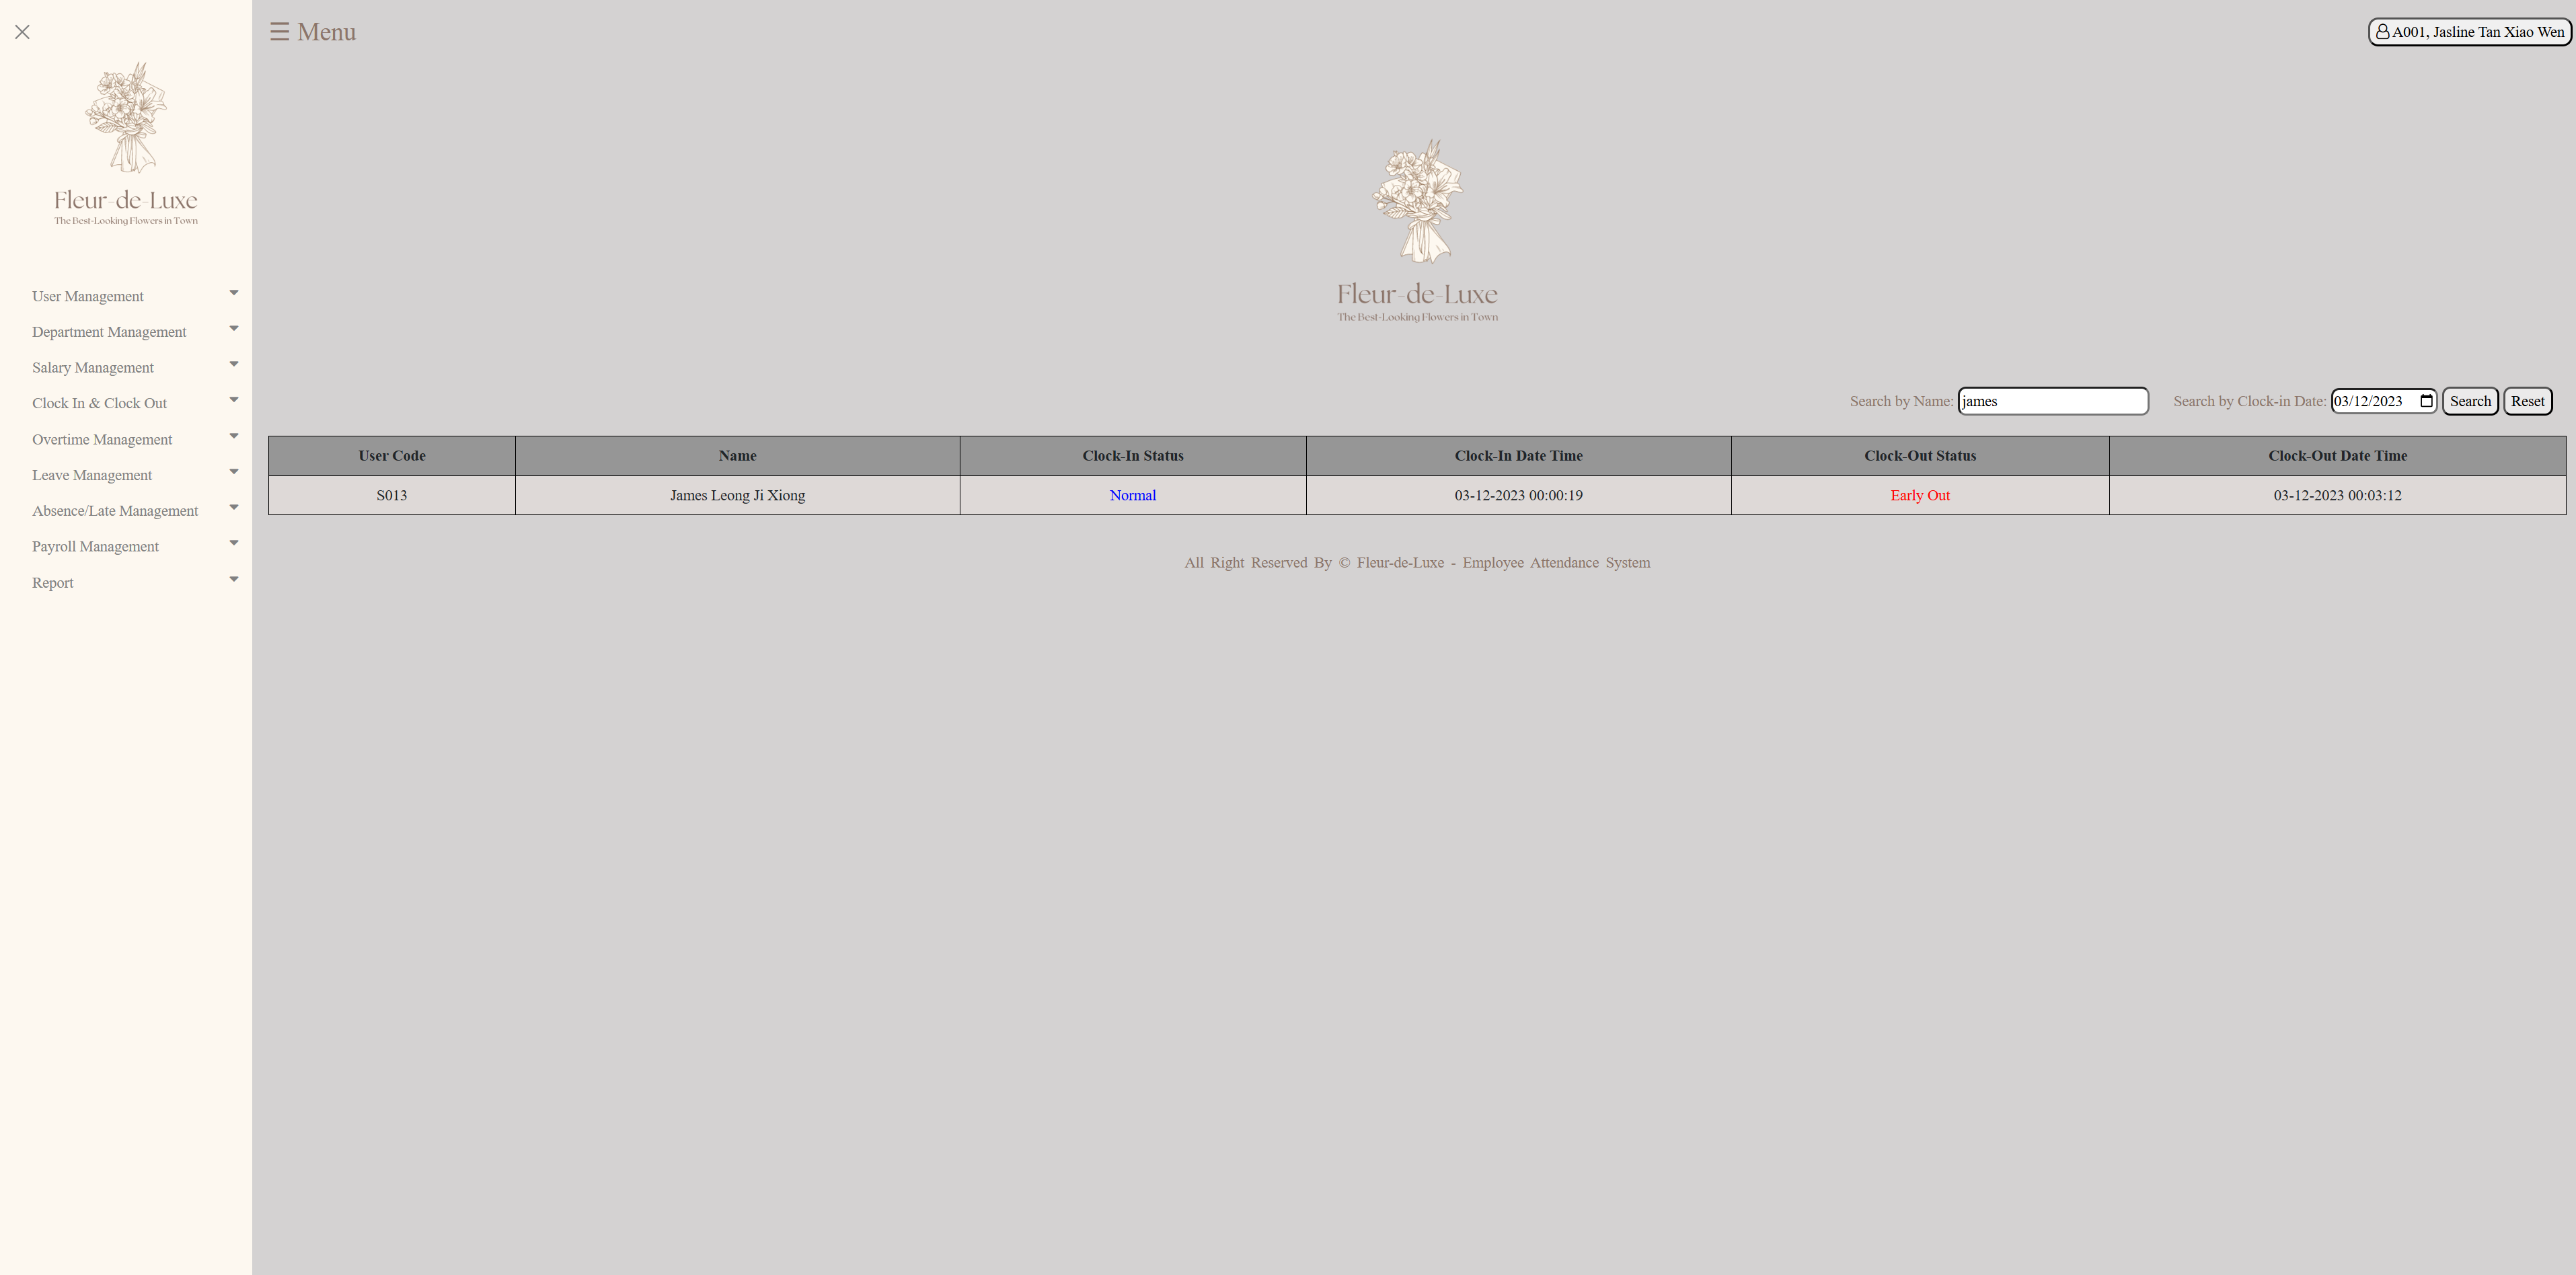 ☰ Menu
A001, Jasline Tan Xiao Wen
Fleur-de-Luxe
The Best-Looking Flowers in Town
User Management
Department Management
Salary Management
Clock In & Clock Out
Overtime Management
Leave Management
Absence/Late Management
Payroll Management
Report
Fleur-de-Luxe
The Best-Looking Flowers in Town
Search by Name: james Search by Clock-in Date: 03/12/2023 Search Reset
User Code Name Clock-In Status Clock-In Date Time Clock-Out Status Clock-Out Date Time
S013 James Leong Ji Xiong Normal 03-12-2023 00:00:19 Early Out 03-12-2023 00:03:12
All Right Reserved By © Fleur-de-Luxe - Employee Attendance System